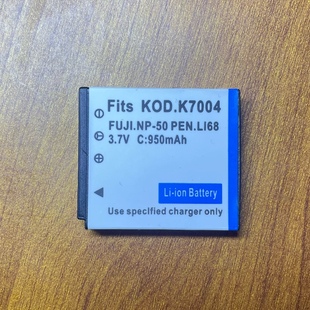 Fits KOD.K7004
FUJI.NP-50 PEN.LI68
3.7V C:950mAh
Li-ion Battery
Use specified charger only